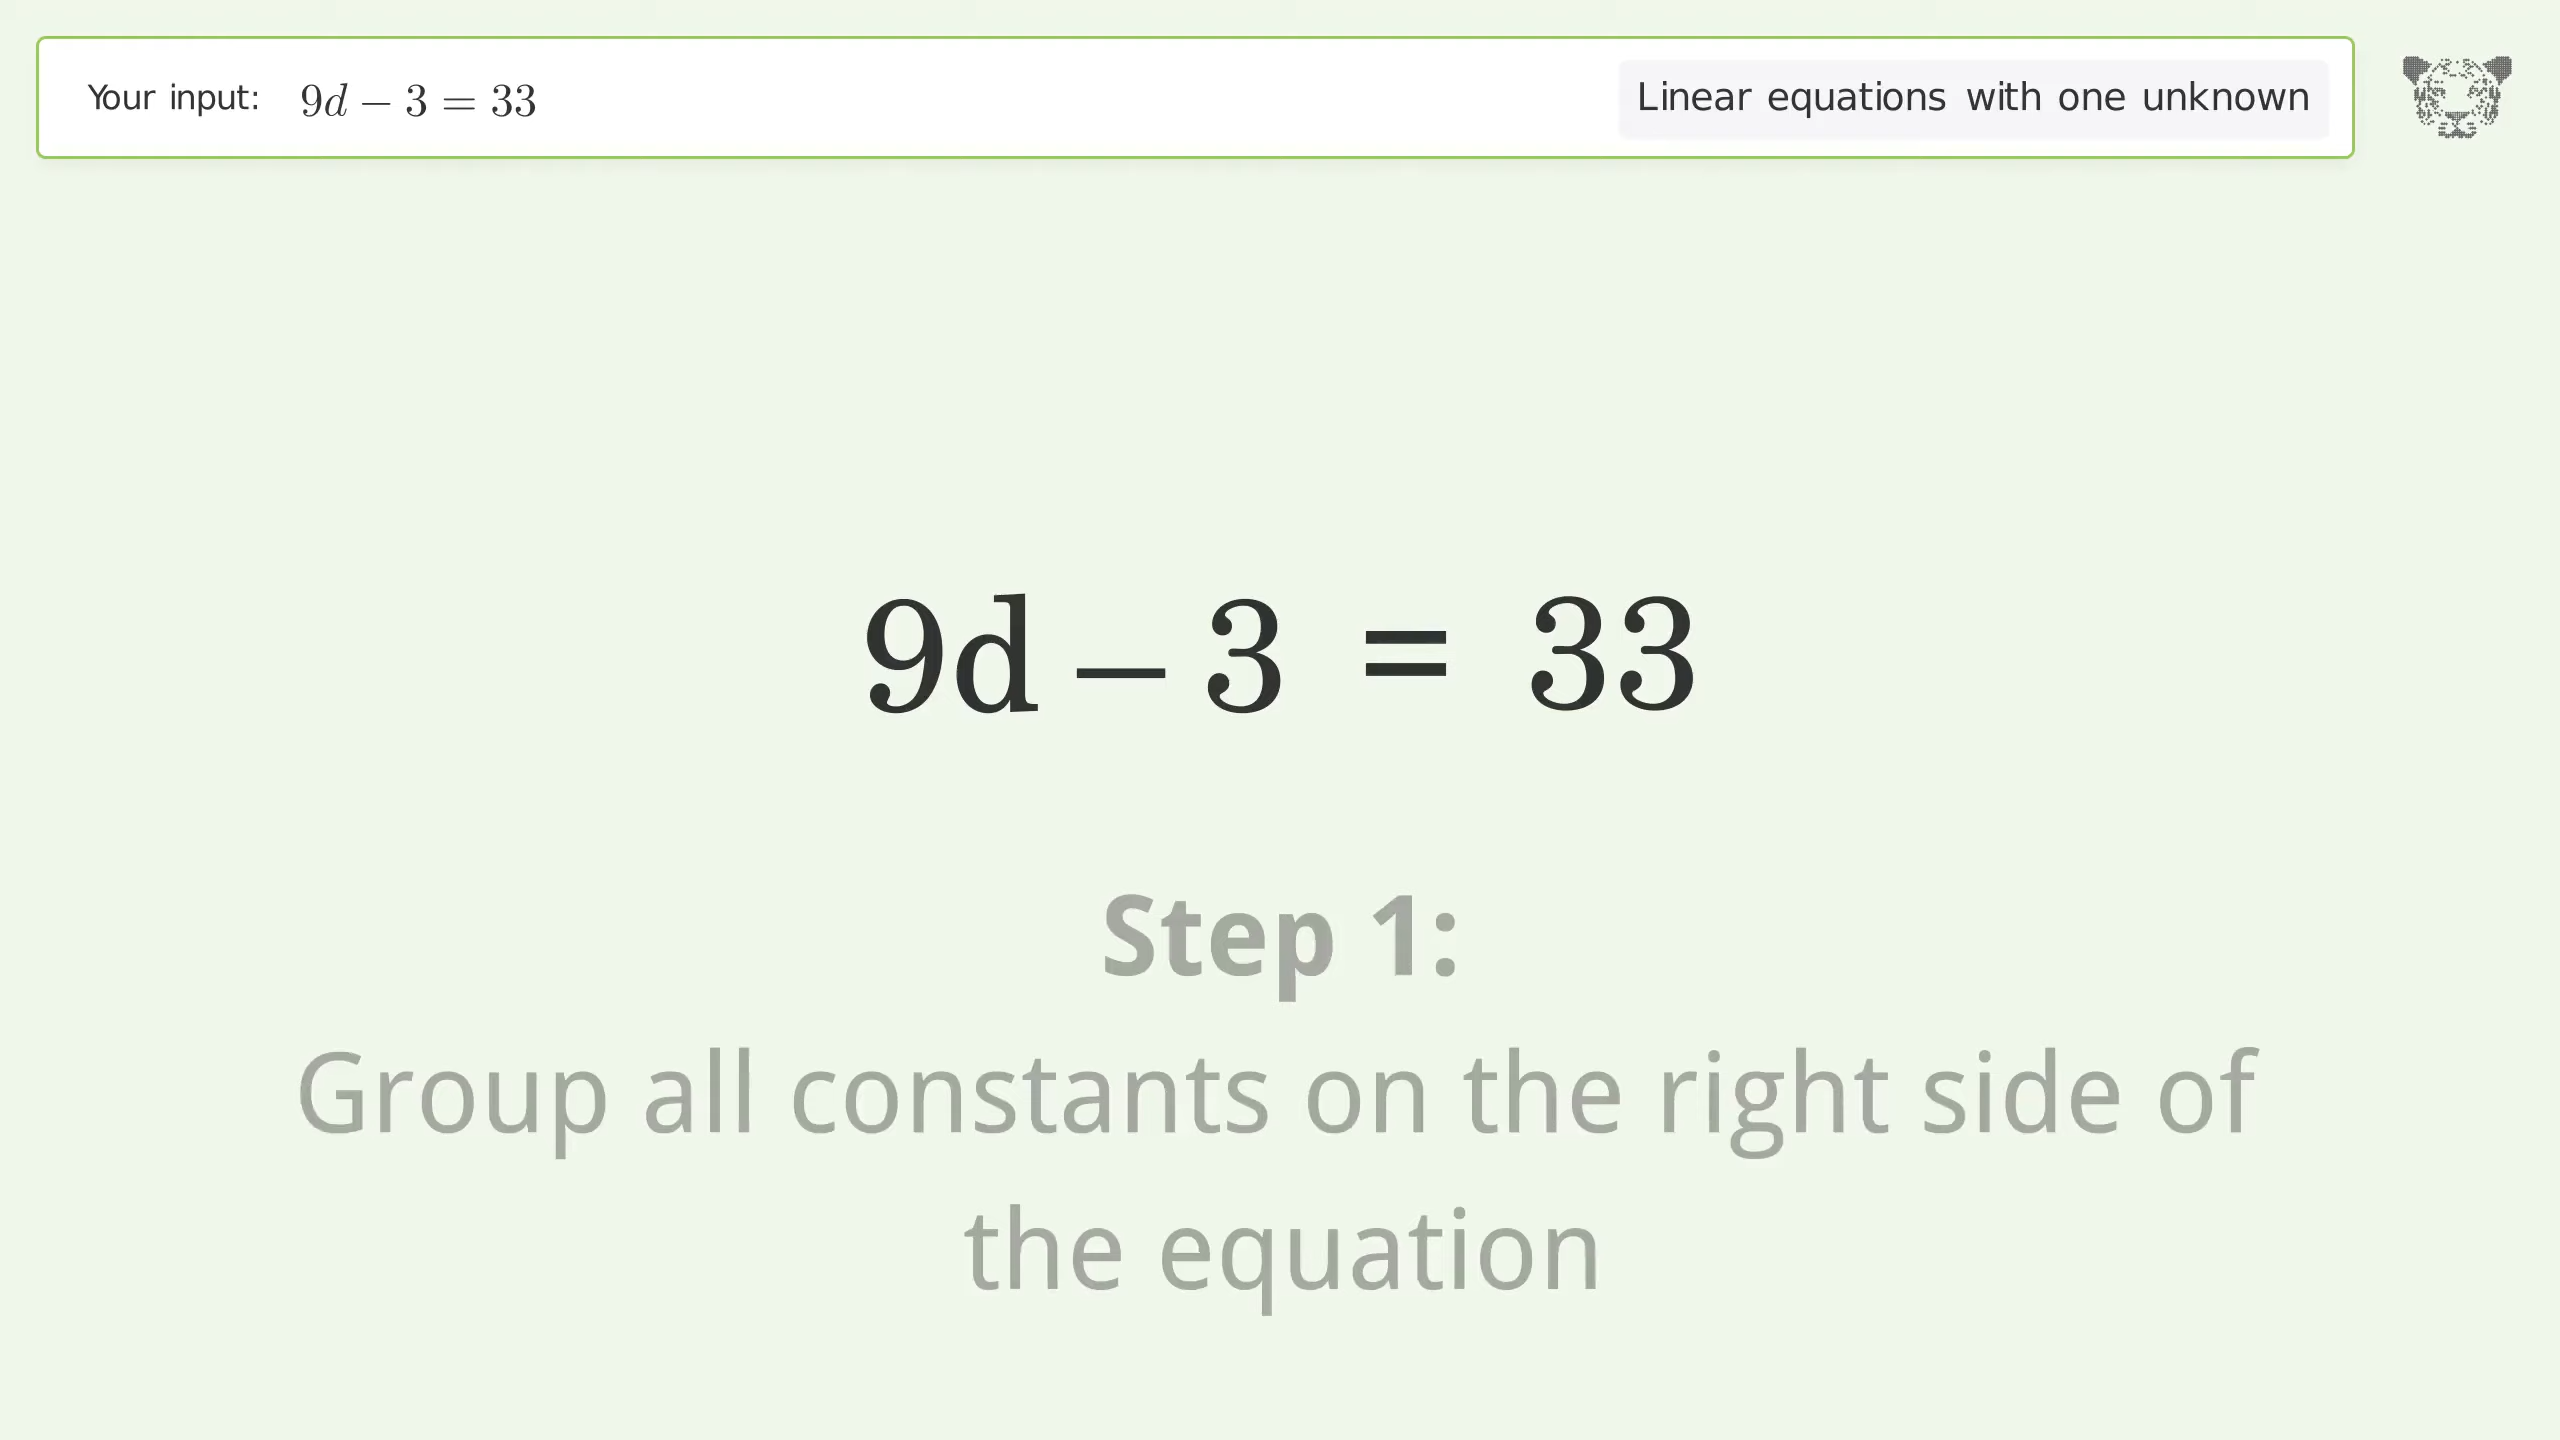 Your input: 9d − 3 = 33
Linear equations with one unknown
9d – 3 = 33
Step 1:
Group all constants on the right side of
the equation